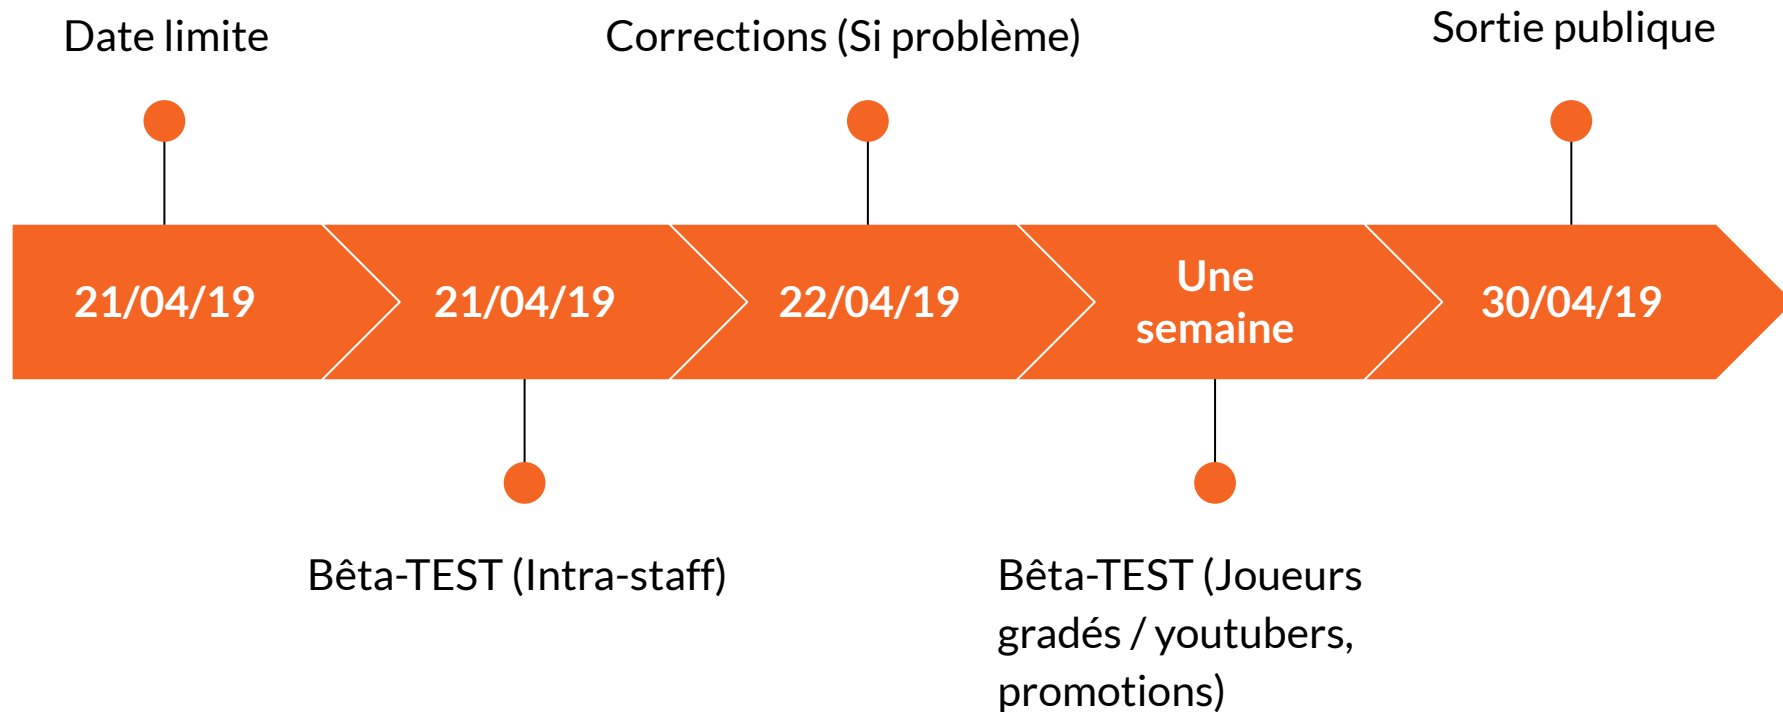 Date limite
Corrections (Si problème)
Sortie publique
21/04/19
21/04/19
22/04/19
Une
semaine
30/04/19
Bêta-TEST (Intra-staff)
Bêta-TEST (Joueurs
gradés / youtubers,
promotions)